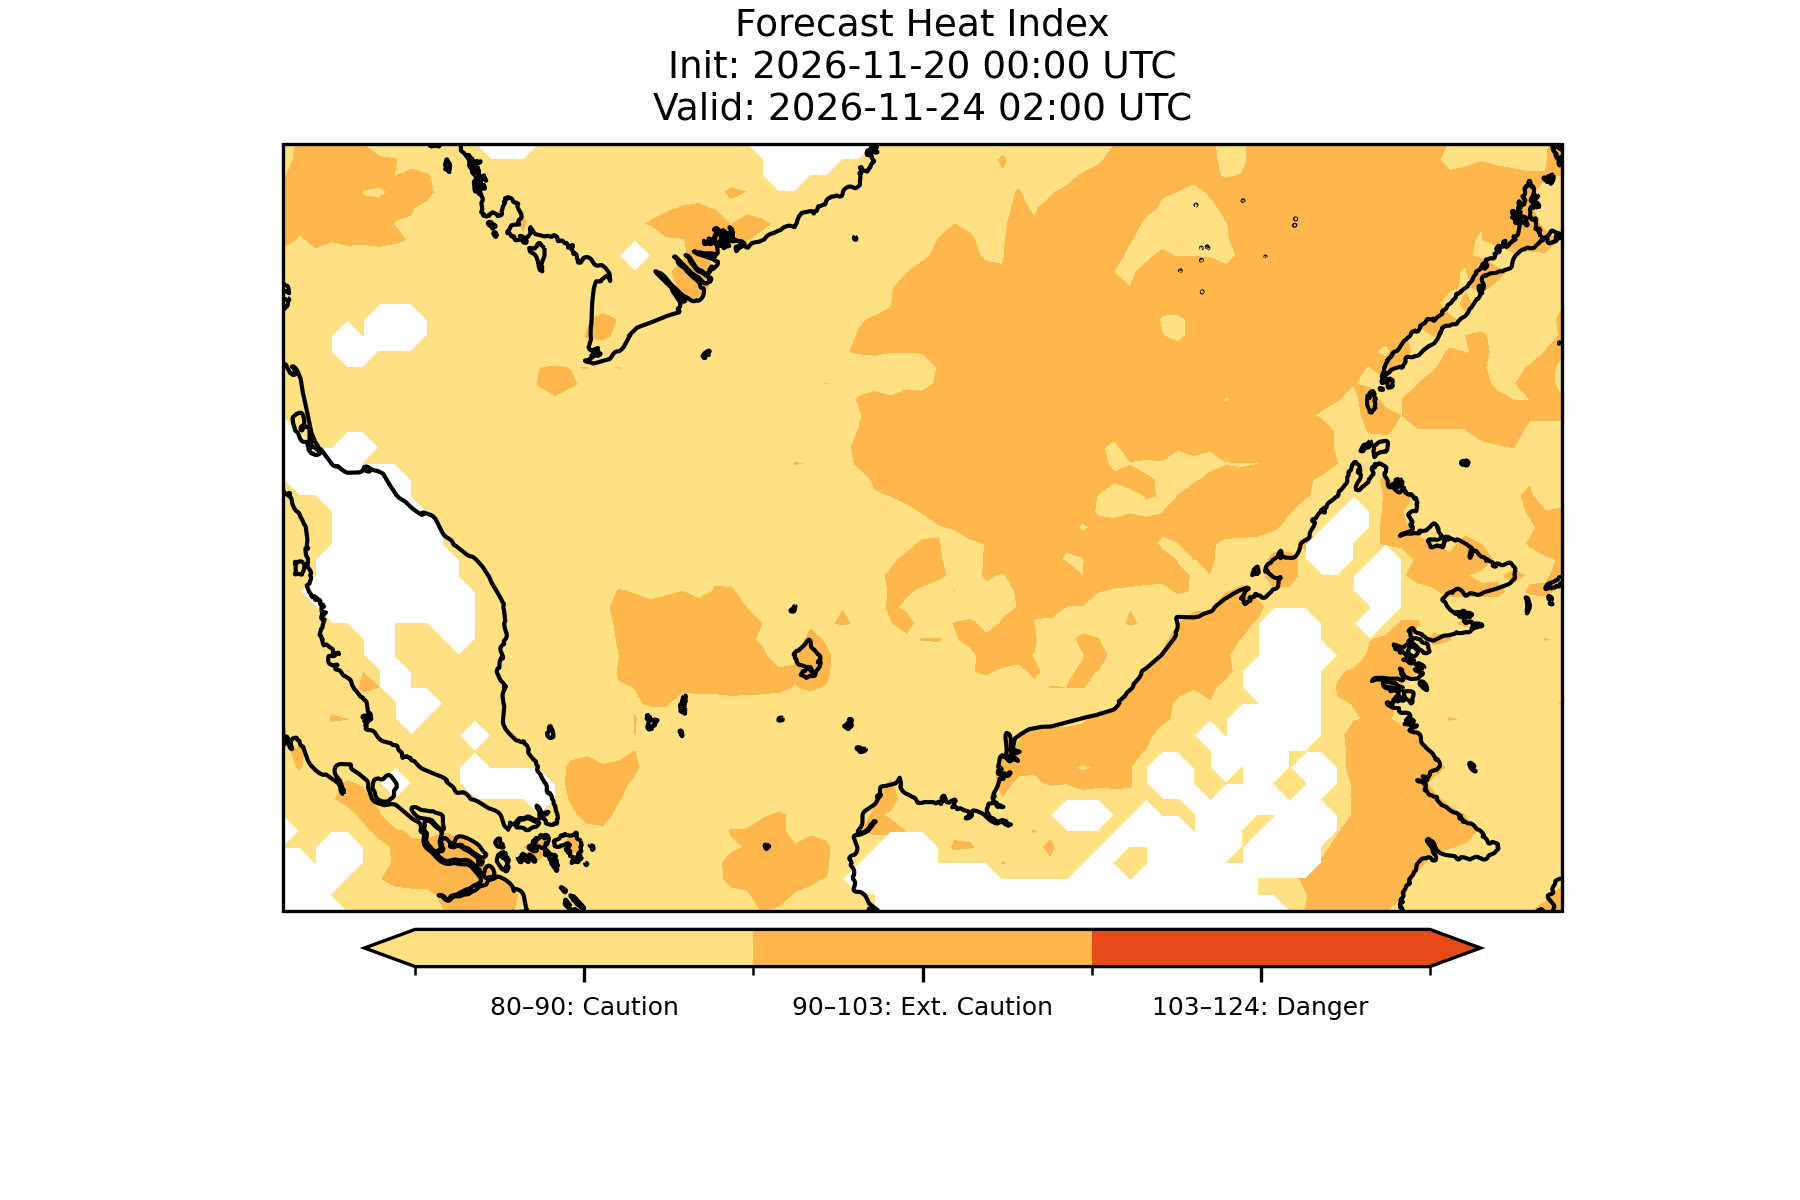 Forecast Heat Index
Init: 2026-11-20 00:00 UTC
Valid: 2026-11-24 02:00 UTC
80–90: Caution
90–103: Ext. Caution
103–124: Danger